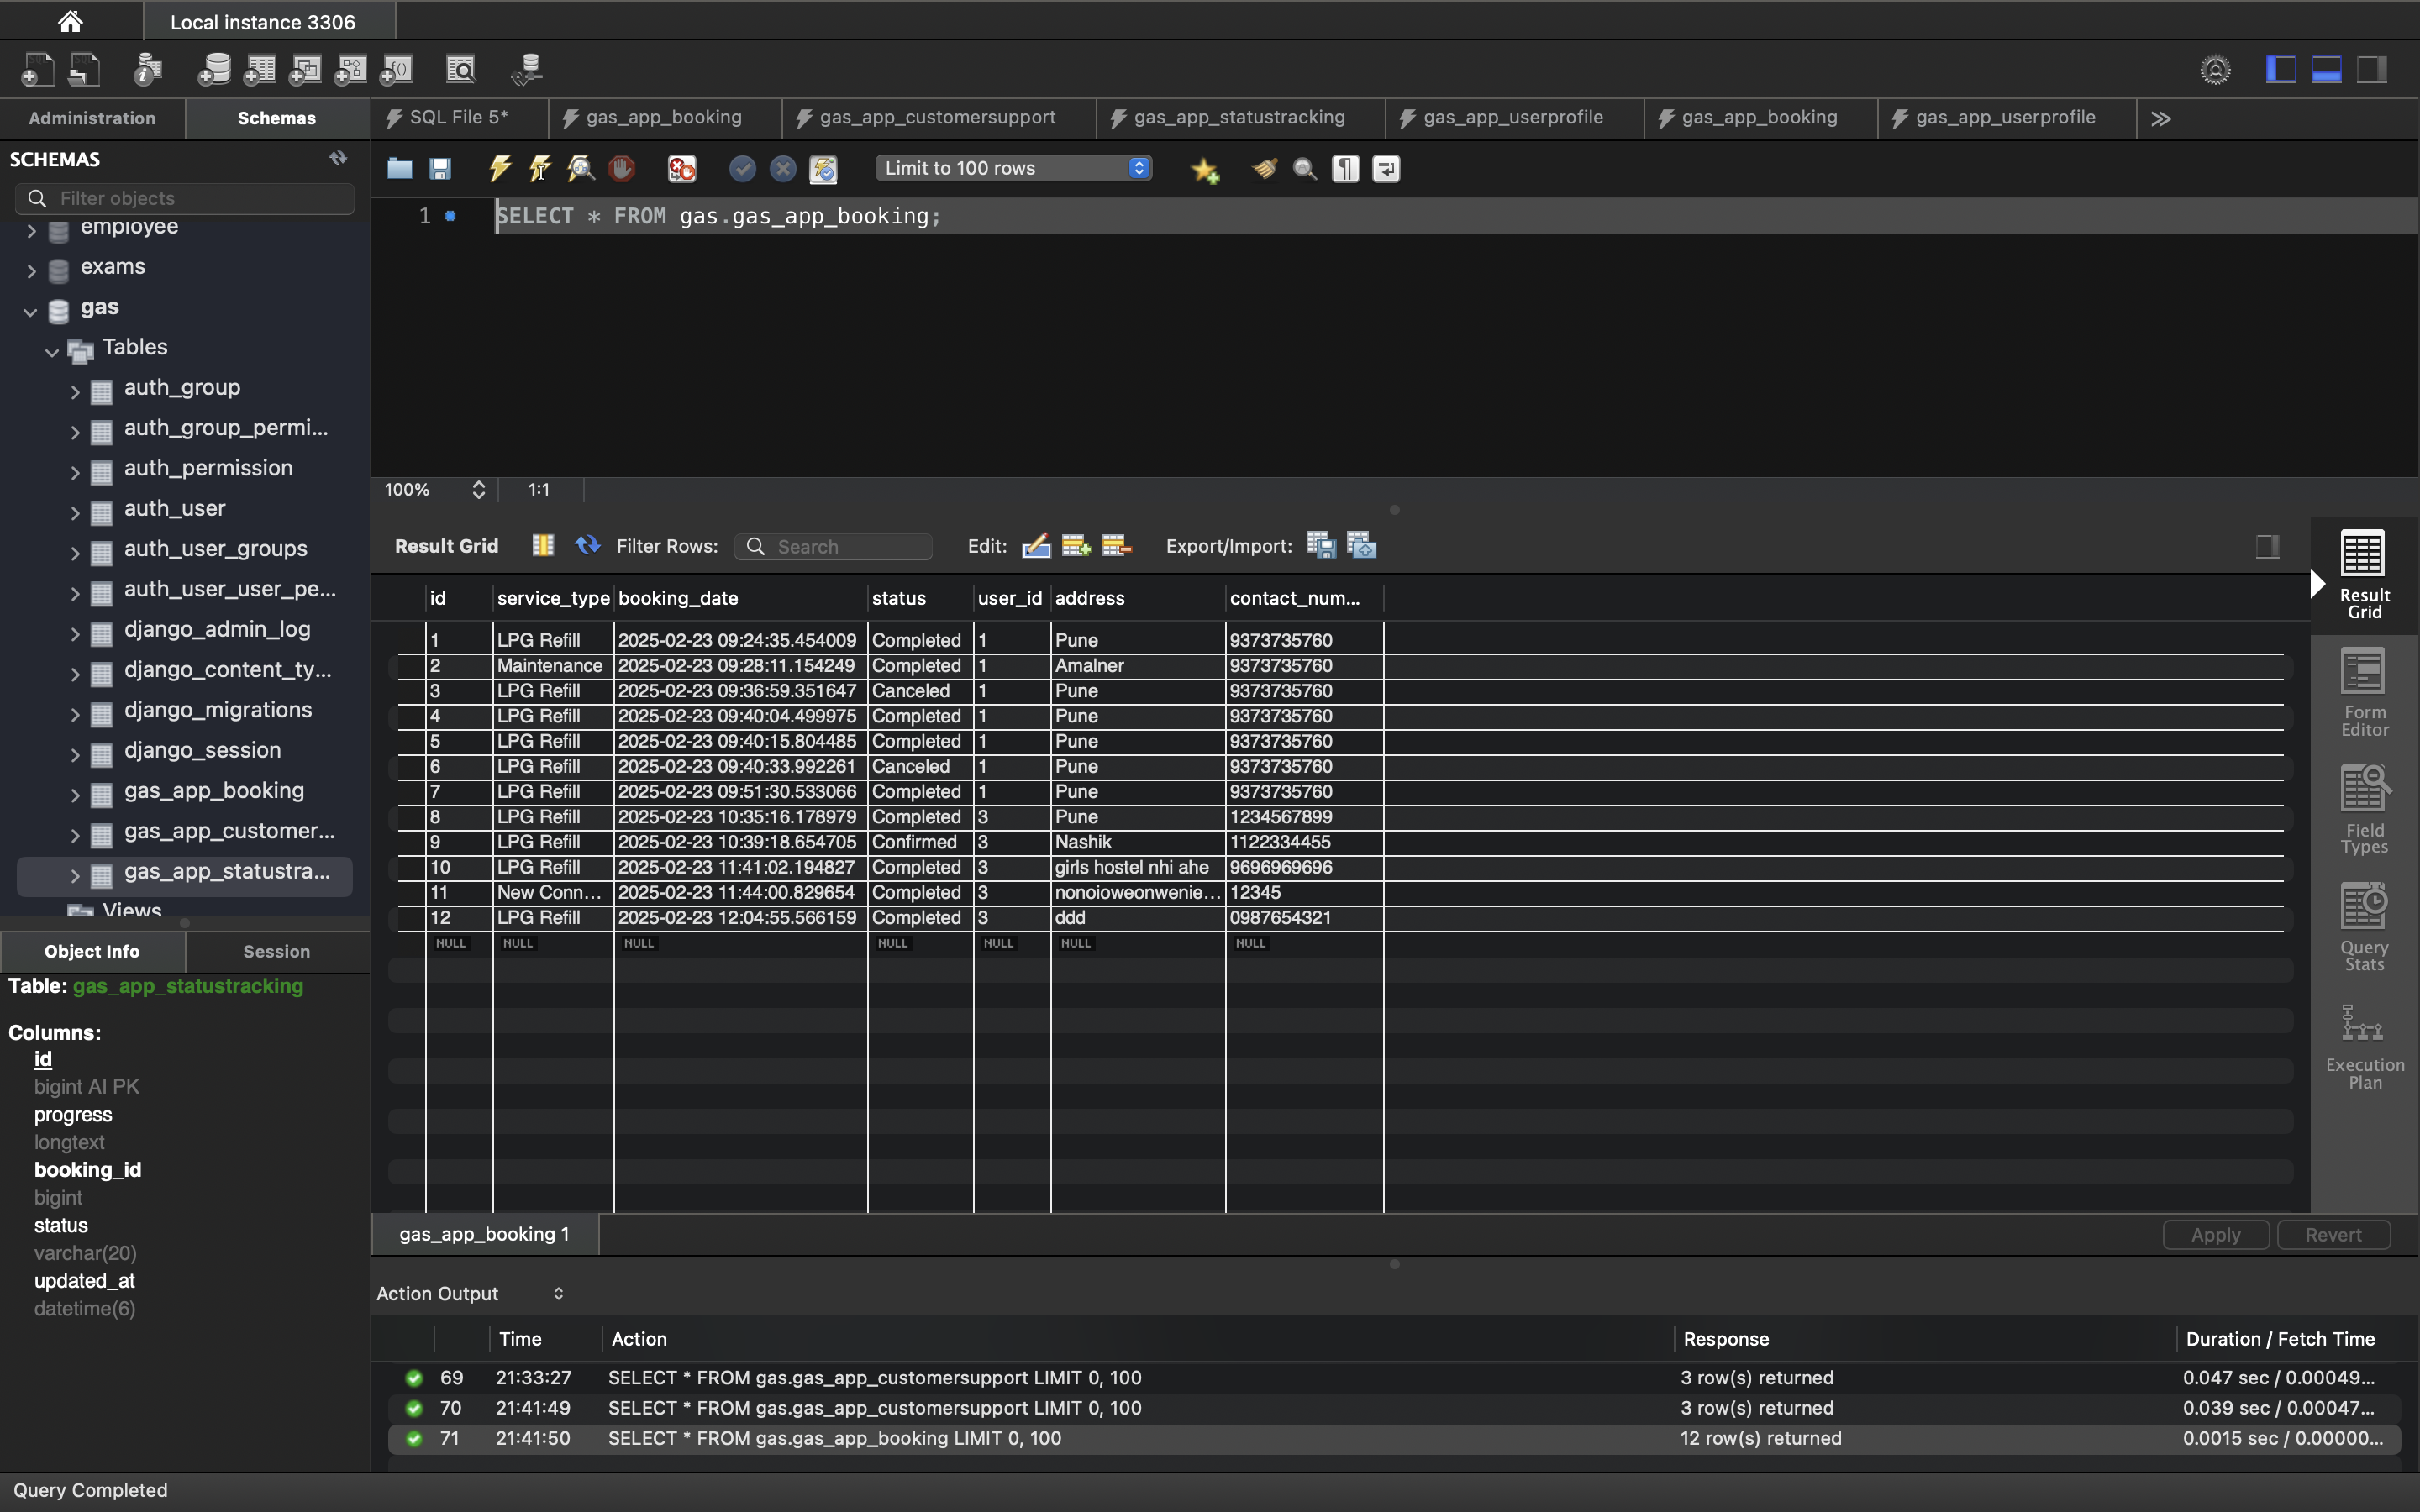 Local instance 3306
Administration Schemas SQL File 5* gas_app_booking gas_app_customersupport gas_app_statustracking gas_app_userprofile gas_app_booking gas_app_userprofile
SCHEMAS
Limit to 100 rows
Filter objects
1 SELECT * FROM gas.gas_app_booking;
employee
exams
gas
Tables
auth_group
auth_group_permi...
auth_permission
auth_user
auth_user_groups
auth_user_user_pe...
django_admin_log
django_content_ty...
django_migrations
django_session
gas_app_booking
gas_app_customer...
gas_app_statustra...
Views
Object Info Session
Table: gas_app_statustracking
Columns:
id
bigint AI PK
progress
longtext
booking_id
bigint
status
varchar(20)
updated_at
datetime(6)
100% 1:1
Result Grid Filter Rows: Search Edit: Export/Import:
id service_type booking_date status user_id address contact_num...
1 LPG Refill 2025-02-23 09:24:35.454009 Completed 1 Pune 9373735760
2 Maintenance 2025-02-23 09:28:11.154249 Completed 1 Amalner 9373735760
3 LPG Refill 2025-02-23 09:36:59.351647 Canceled 1 Pune 9373735760
4 LPG Refill 2025-02-23 09:40:04.499975 Completed 1 Pune 9373735760
5 LPG Refill 2025-02-23 09:40:15.804485 Completed 1 Pune 9373735760
6 LPG Refill 2025-02-23 09:40:33.992261 Canceled 1 Pune 9373735760
7 LPG Refill 2025-02-23 09:51:30.533066 Completed 1 Pune 9373735760
8 LPG Refill 2025-02-23 10:35:16.178979 Completed 3 Pune 1234567899
9 LPG Refill 2025-02-23 10:39:18.654705 Confirmed 3 Nashik 1122334455
10 LPG Refill 2025-02-23 11:41:02.194827 Completed 3 girls hostel nhi ahe 9696969696
11 New Conn... 2025-02-23 11:44:00.829654 Completed 3 nonoioweonwenie... 12345
12 LPG Refill 2025-02-23 12:04:55.566159 Completed 3 ddd 0987654321
NULL NULL NULL NULL NULL NULL NULL
Result
Grid
Form
Editor
Field
Types
Query
Stats
Execution
Plan
gas_app_booking 1 Apply Revert
Action Output
Time Action Response Duration / Fetch Time
69 21:33:27 SELECT * FROM gas.gas_app_customersupport LIMIT 0, 100 3 row(s) returned 0.047 sec / 0.00049...
70 21:41:49 SELECT * FROM gas.gas_app_customersupport LIMIT 0, 100 3 row(s) returned 0.039 sec / 0.00047...
71 21:41:50 SELECT * FROM gas.gas_app_booking LIMIT 0, 100 12 row(s) returned 0.0015 sec / 0.00000...
Query Completed